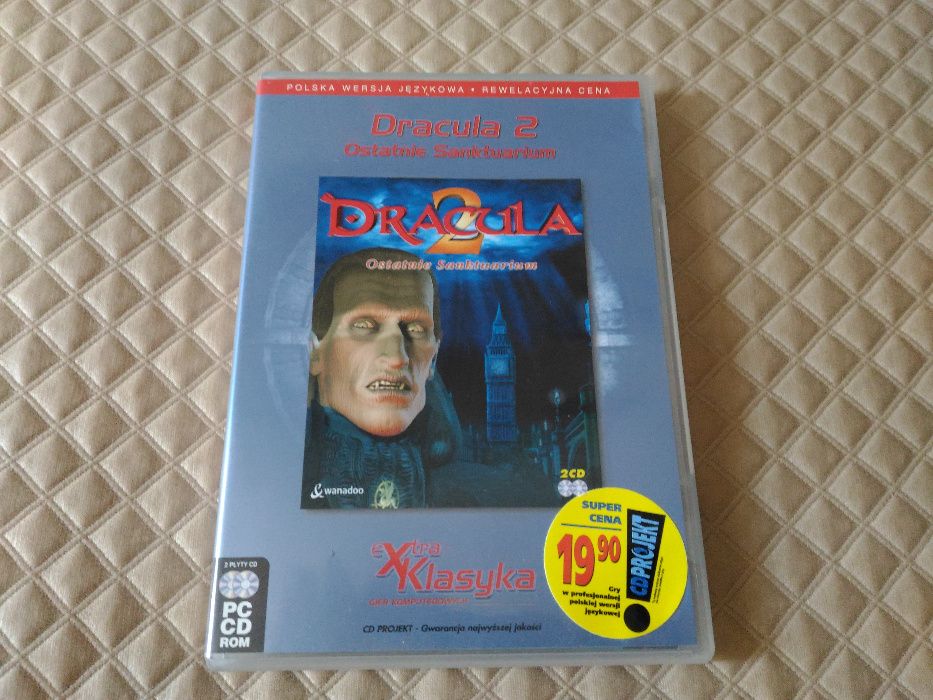 POLSKA WERSJA JĘZYKOWA • REWELACYJNA CENA
Dracula 2
Ostatnie Sanktuarium
DRACULA
2
Ostatnie Sanktuarium
2CD
& wanadoo
SUPER
CENA
19 90
CD PROJEKT
Gry
w profesjonalnej
polskiej wersji
językowej
eXtra
Klasyka
GIER KOMPUTEROWYCH
2 PŁYTY CD
PC
CD
ROM
CD PROJEKT - Gwarancja najwyższej jakości